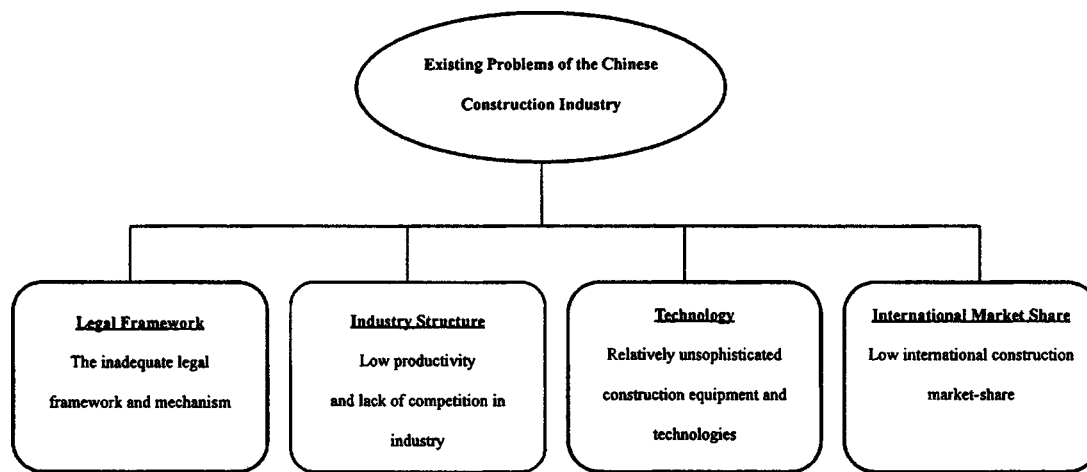 Existing Problems of the Chinese
Construction Industry
Legal Framework
The inadequate legal
framework and mechanism
Industry Structure
Low productivity
and lack of competition in
industry
Technology
Relatively unsophisticated
construction equipment and
technologies
International Market Share
Low international construction
market-share